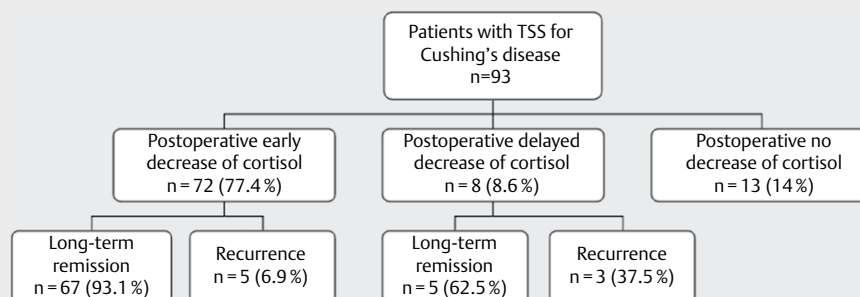 Patients with TSS for
Cushing's disease
n=93
Postoperative early
decrease of cortisol
n = 72 (77.4 %)
Postoperative delayed
decrease of cortisol
n = 8 (8.6 %)
Postoperative no
decrease of cortisol
n = 13 (14 %)
Long-term
remission
n = 67 (93.1 %)
Recurrence
n = 5 (6.9 %)
Long-term
remission
n = 5 (62.5 %)
Recurrence
n = 3 (37.5 %)